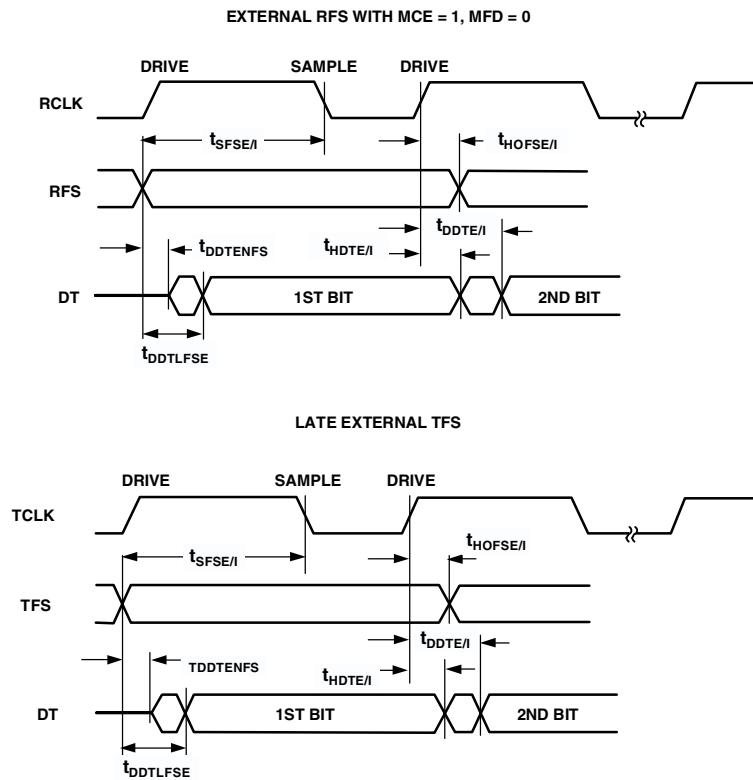 EXTERNAL RFS WITH MCE = 1, MFD = 0
DRIVE SAMPLE DRIVE
RCLK
tSFSE/I tHOFSE/I
RFS
tDDTENFS tHDTE/I tDDTE/I
DT 1ST BIT 2ND BIT
tDDTLFSE
LATE EXTERNAL TFS
DRIVE SAMPLE DRIVE
TCLK
tSFSE/I tHOFSE/I
TFS
TDDTENFS tHDTE/I tDDTE/I
DT 1ST BIT 2ND BIT
tDDTLFSE